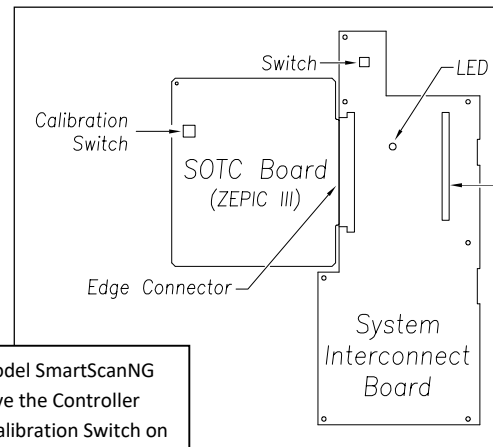 Switch
LED
Calibration
Switch
SOTC Board
(ZEPIC III)
Edge Connector
System
Interconnect
Board
odel SmartScanNG
ve the Controller
alibration Switch on